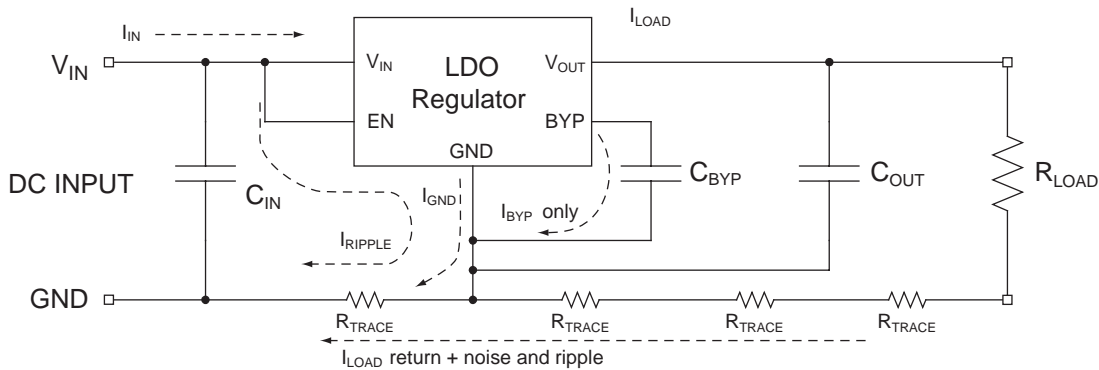 I_IN
I_LOAD
V_IN
V_IN
LDO
Regulator
V_OUT
EN
BYP
GND
DC INPUT
C_IN
I_GND
C_BYP
C_OUT
R_LOAD
I_BYP only
I_RIPPLE
GND
R_TRACE
R_TRACE
R_TRACE
R_TRACE
I_LOAD return + noise and ripple